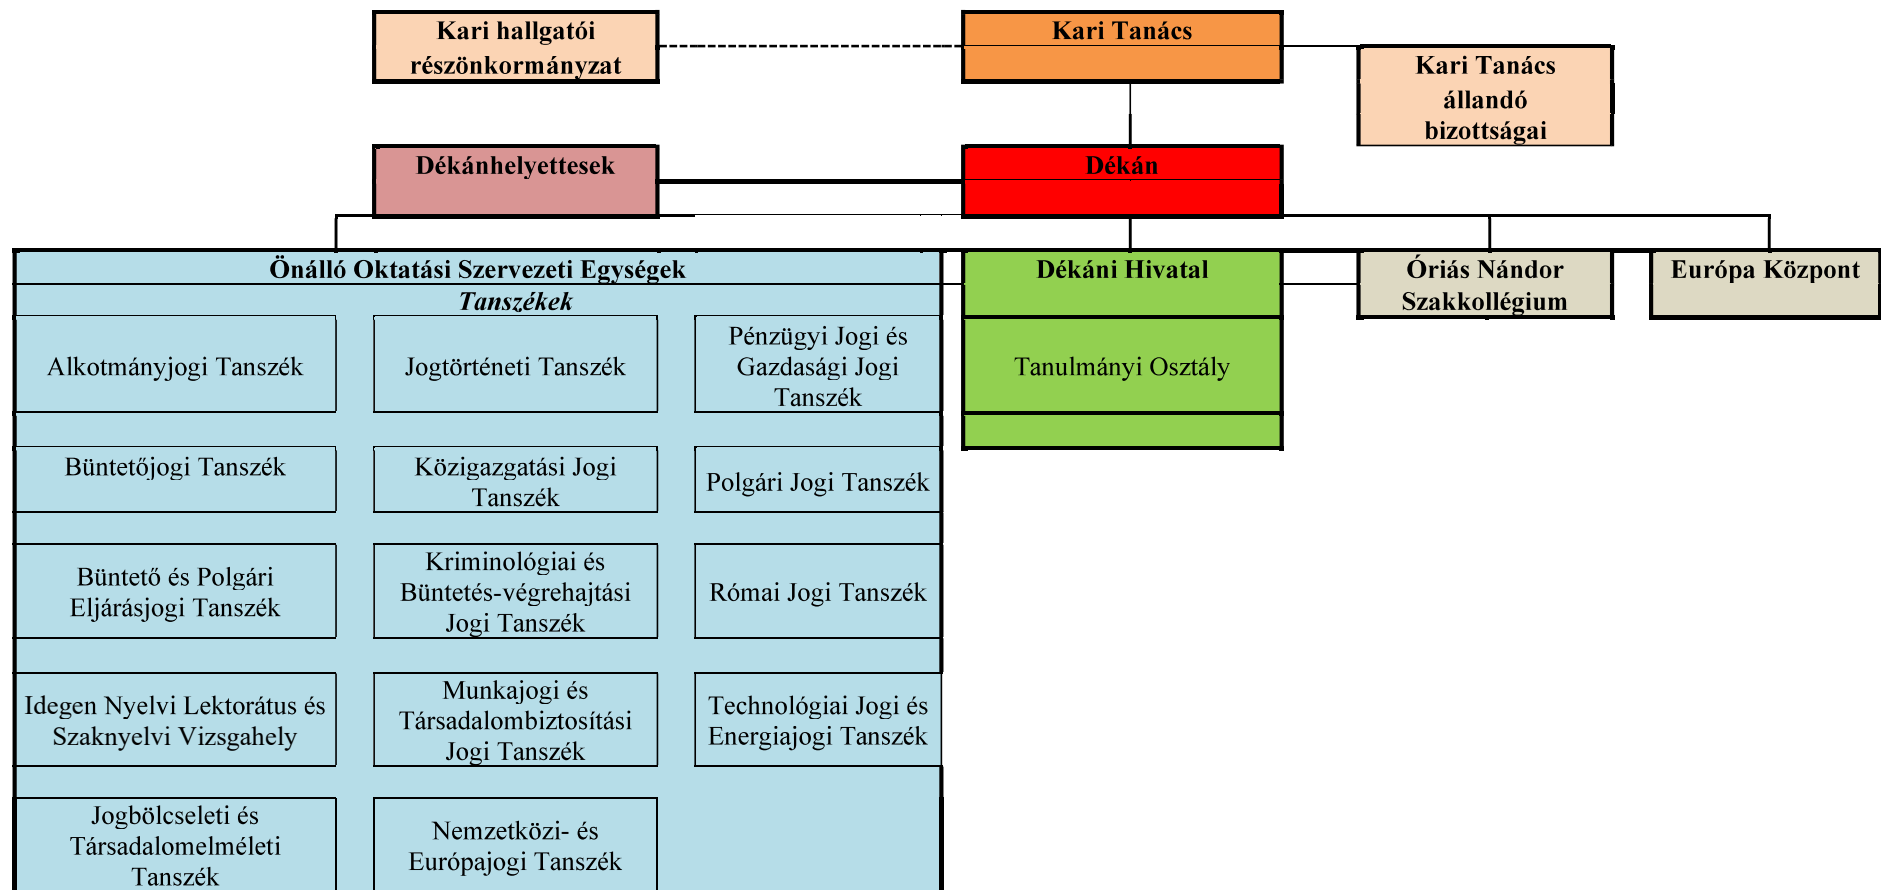 Kari hallgatói
részönkormányzat
Kari Tanács
Kari Tanács
állandó
bizottságai
Dékánhelyettesek
Dékán
Önálló Oktatási Szervezeti Egységek
Tanszékek
Dékáni Hivatal
Óriás Nándor
Szakkollégium
Európa Központ
Alkotmányjogi Tanszék
Jogtörténeti Tanszék
Pénzügyi Jogi és
Gazdasági Jogi
Tanszék
Tanulmányi Osztály
Büntetőjogi Tanszék
Közigazgatási Jogi
Tanszék
Polgári Jogi Tanszék
Büntető és Polgári
Eljárásjogi Tanszék
Kriminológiai és
Büntetés-végrehajtási
Jogi Tanszék
Római Jogi Tanszék
Idegen Nyelvi Lektorátus és
Szaknyelvi Vizsgahely
Munkajogi és
Társadalombiztosítási
Jogi Tanszék
Technológiai Jogi és
Energiajogi Tanszék
Jogbölcseleti és
Társadalomelméleti
Tanszék
Nemzetközi- és
Európajogi Tanszék